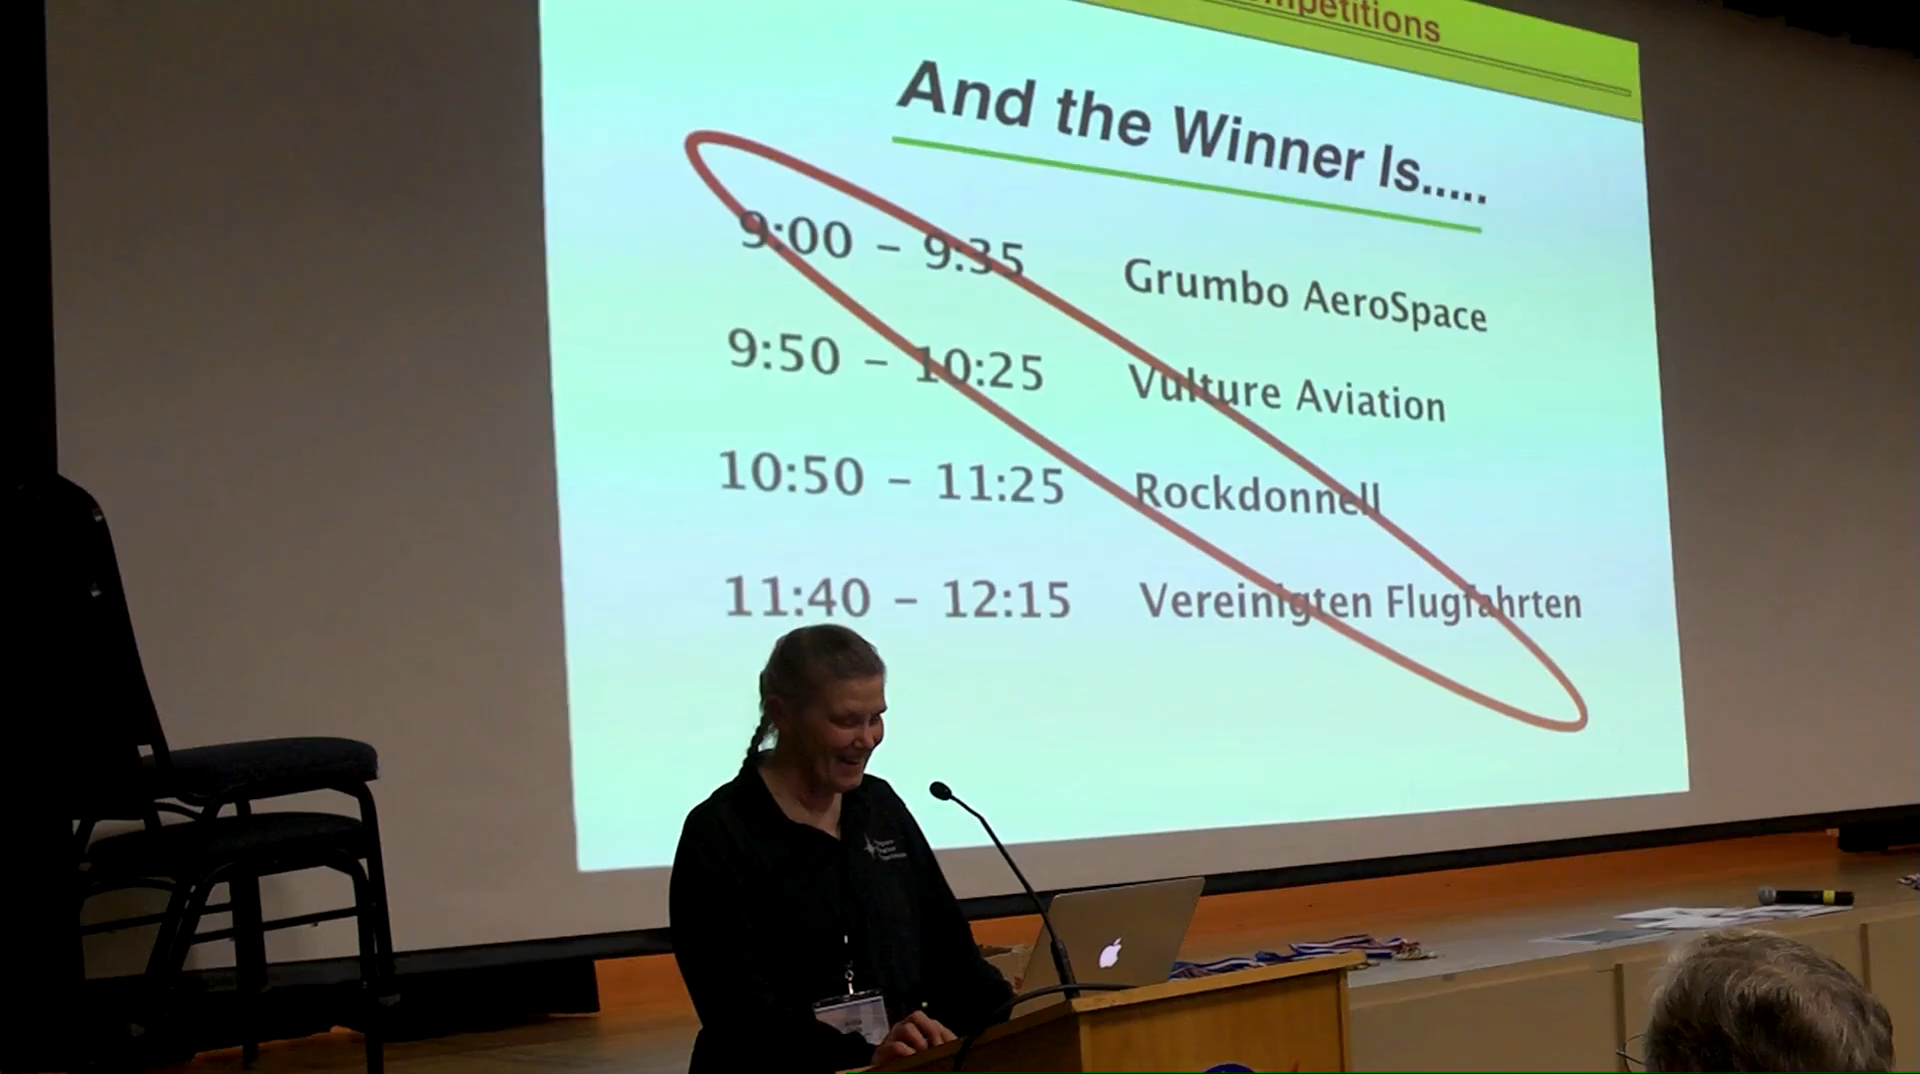 mpetitions
And the Winner Is.....
9:00 – 9:35 Grumbo AeroSpace
9:50 – 10:25 Vulture Aviation
10:50 – 11:25 Rockdonnell
11:40 – 12:15 Vereinigten Flugfahrten